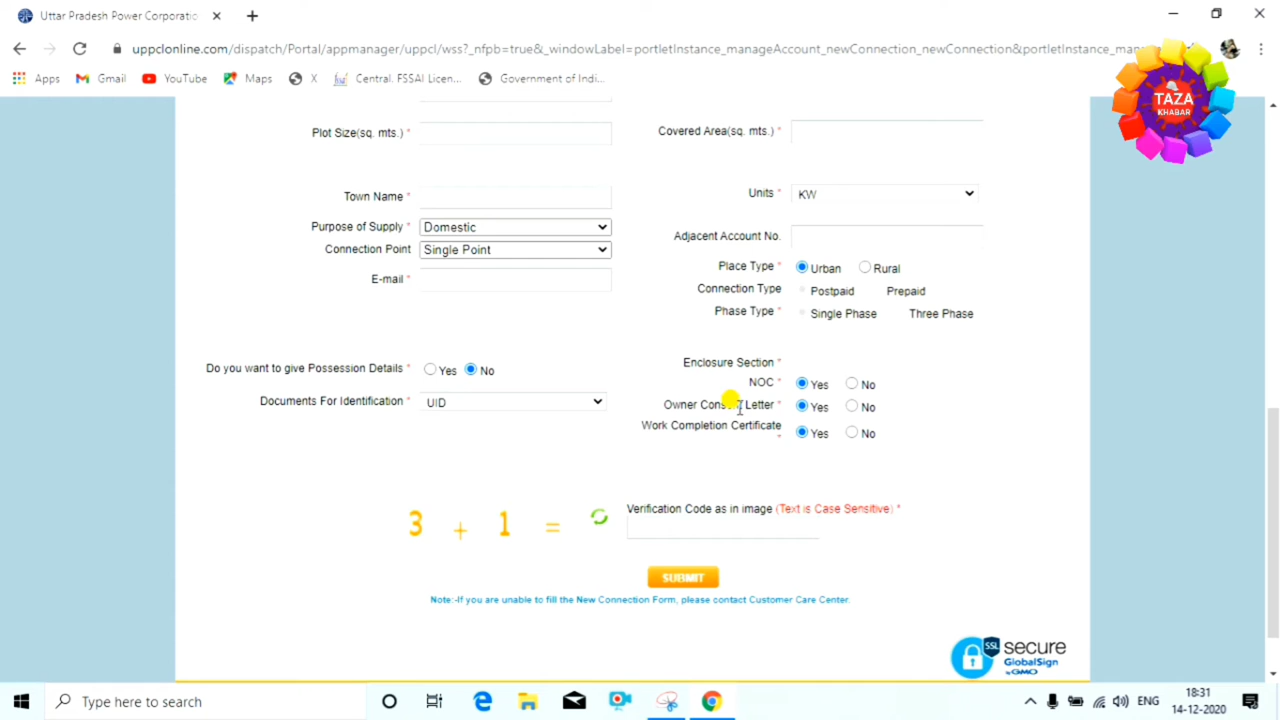 Uttar Pradesh Power Corporatio
uppclonline.com/dispatch/Portal/appmanager/uppcl/wss?_nfpb=true&_windowLabel=portletInstance_manageAccount_newConnection_newConnection&portletInstance_ma
Apps Gmail YouTube Maps X Central. FSSAI Licen... Government of Indi...
TAZA
KHABAR
Plot Size(sq. mts.) * Covered Area(sq. mts.) *
Town Name * Units * KW
Purpose of Supply * Domestic
Adjacent Account No.
Connection Point Single Point
Place Type * Urban Rural
E-mail *
Connection Type Postpaid Prepaid
Phase Type * Single Phase Three Phase
Enclosure Section *
Do you want to give Possession Details * Yes No
NOC * Yes No
Documents For Identification * UID
Owner Consent Letter * Yes No
Work Completion Certificate * Yes No
Verification Code as in image (Text is Case Sensitive) *
3 + 1 =
SUBMIT
Note:-If you are unable to fill the New Connection Form, please contact Customer Care Center.
SSL
secure
GlobalSign
by GMO
Type here to search
ENG
18:31
14-12-2020